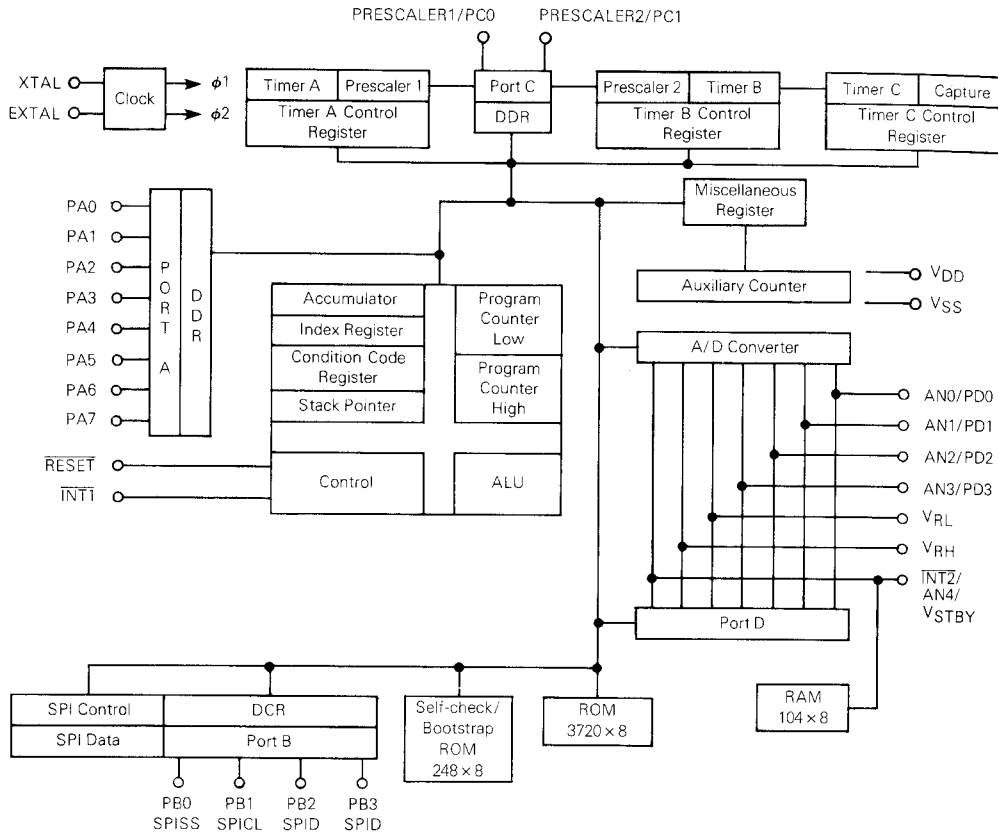 PRESCALER1/PC0
PRESCALER2/PC1
XTAL
EXTAL
Clock
ϕ1
ϕ2
Timer A
Prescaler 1
Timer A Control
Register
Port C
DDR
Prescaler 2
Timer B
Timer B Control
Register
Timer C
Capture
Timer C Control
Register
PA0
PA1
PA2
PA3
PA4
PA5
PA6
PA7
PORT A
DDR
Miscellaneous
Register
Auxiliary Counter
VDD
VSS
Accumulator
Index Register
Condition Code
Register
Stack Pointer
Program
Counter
Low
Program
Counter
High
RESET
INT1
Control
ALU
A/D Converter
AN0/PD0
AN1/PD1
AN2/PD2
AN3/PD3
VRL
VRH
INT2/
AN4/
VSTBY
Port D
SPI Control
DCR
SPI Data
Port B
Self-check/
Bootstrap
ROM
248 × 8
ROM
3720 × 8
RAM
104 × 8
PB0
SPISS
PB1
SPICL
PB2
SPID
PB3
SPID